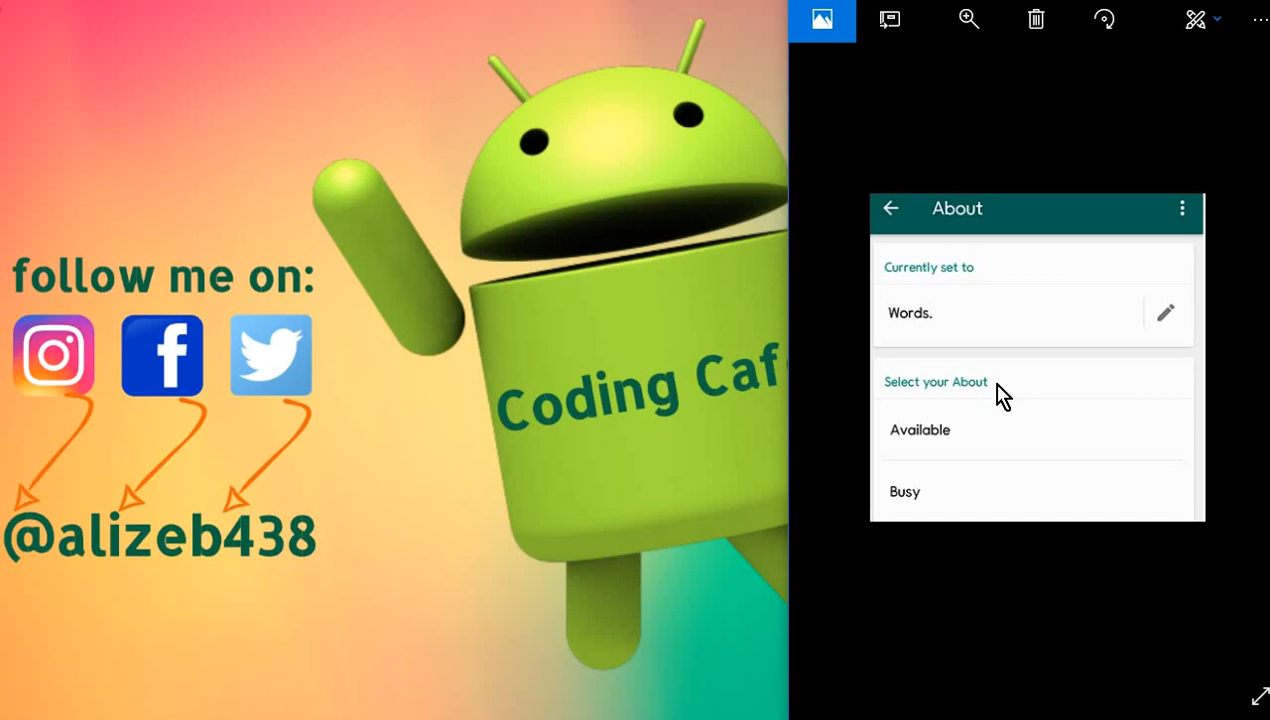 follow me on:
@alizeb438
Coding Caf
About
Currently set to
Words.
Select your About
Available
Busy